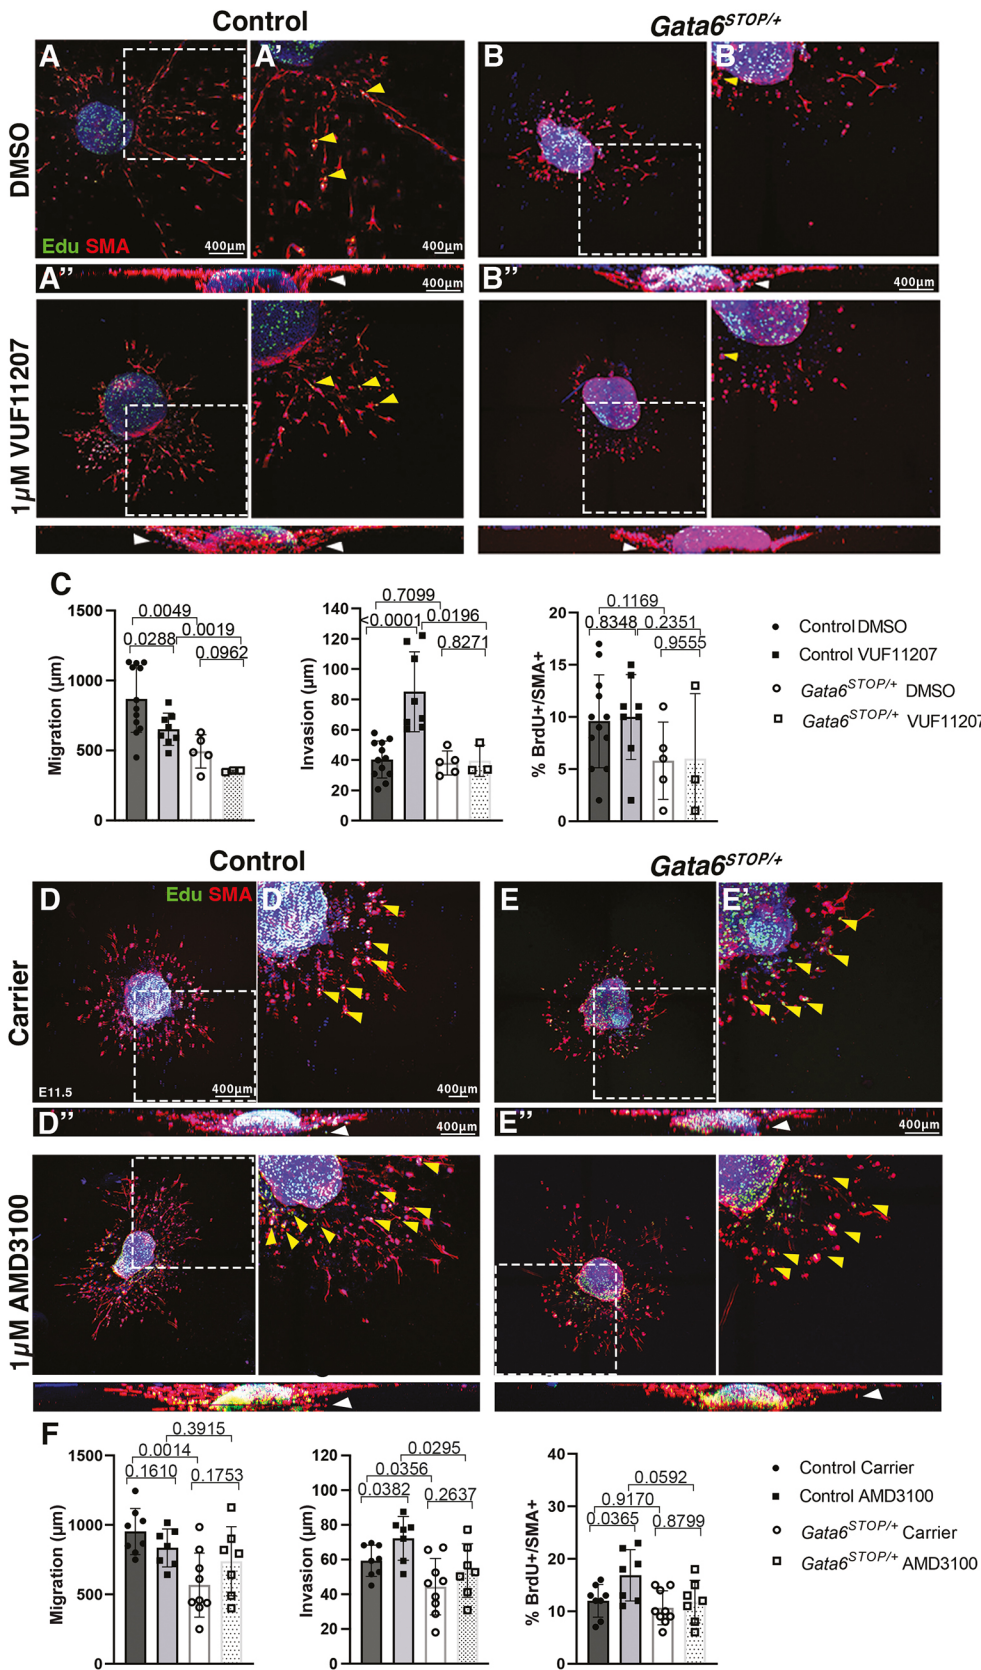 Control
Gata6STOP/+
DMSO
A
A'
B
B'
Edu SMA
400μm
400μm
A''
400μm
B''
400μm
1μM VUF11207
C
Migration (μm)
1500
1000
500
0
0.0049
0.0019
0.0288
0.0962
Invasion (μm)
140
120
100
80
60
40
20
0
0.7099
<0.0001
0.0196
0.8271
% BrdU+/SMA+
20
15
10
5
0
0.1169
0.8348
0.2351
0.9555
Control DMSO
Control VUF11207
Gata6STOP/+ DMSO
Gata6STOP/+ VUF11207
Control
Gata6STOP/+
Carrier
D
Edu SMA
D'
E
E'
E11.5
400μm
400μm
D''
400μm
E''
400μm
1μM AMD3100
F
Migration (μm)
1500
1000
500
0
0.3915
0.0014
0.1610
0.1753
Invasion (μm)
120
100
80
60
40
20
0
0.0295
0.0356
0.0382
0.2637
% BrdU+/SMA+
40
30
20
10
0
0.0592
0.9170
0.0365
0.8799
Control Carrier
Control AMD3100
Gata6STOP/+ Carrier
Gata6STOP/+ AMD3100